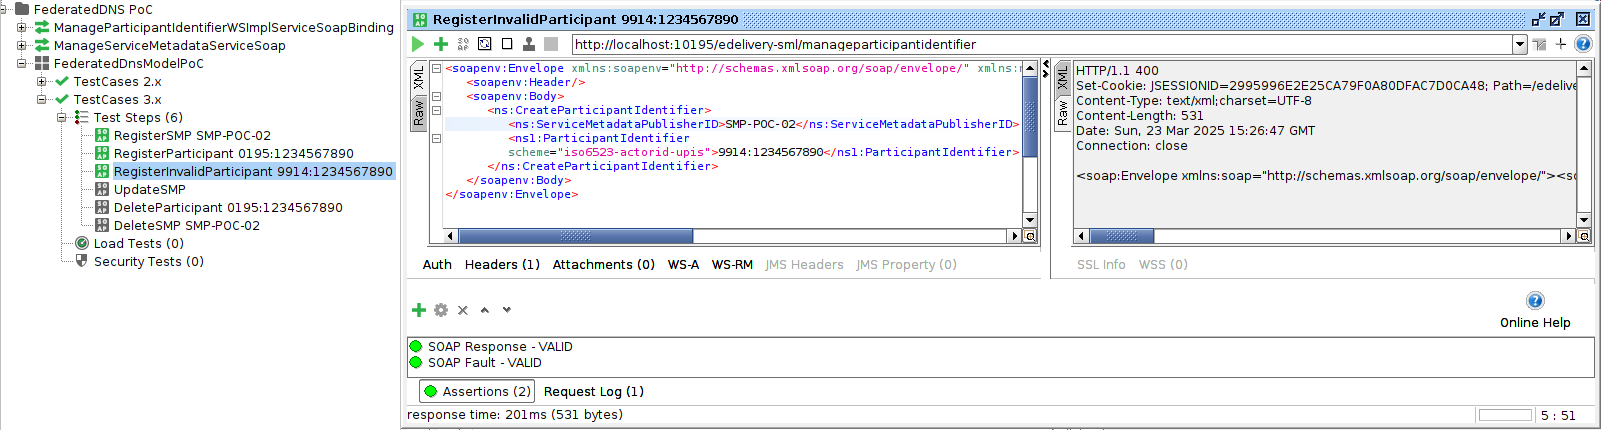 FederatedDNS PoC
ManageParticipantIdentifierWSImplServiceSoapBinding
ManageServiceMetadataServiceSoap
FederatedDnsModelPoC
TestCases 2.x
TestCases 3.x
Test Steps (6)
RegisterSMP SMP-POC-02
RegisterParticipant 0195:1234567890
RegisterInvalidParticipant 9914:1234567890
UpdateSMP
DeleteParticipant 0195:1234567890
DeleteSMP SMP-POC-02
Load Tests (0)
Security Tests (0)
RegisterInvalidParticipant 9914:1234567890
http://localhost:10195/edelivery-sml/manageparticipantidentifier
XML
Raw
<soapenv:Envelope xmlns:soapenv="http://schemas.xmlsoap.org/soap/envelope/" xmlns:
<soapenv:Header/>
<soapenv:Body>
<ns:CreateParticipantIdentifier>
<ns:ServiceMetadataPublisherID>SMP-POC-02</ns:ServiceMetadataPublisherID>
<ns1:ParticipantIdentifier
scheme="iso6523-actorid-upis">9914:1234567890</ns1:ParticipantIdentifier>
</ns:CreateParticipantIdentifier>
</soapenv:Body>
</soapenv:Envelope>
XML
Raw
HTTP/1.1 400
Set-Cookie: JSESSIONID=2995996E2E25CA79F0A80DFAC7D0CA48; Path=/edelive
Content-Type: text/xml;charset=UTF-8
Content-Length: 531
Date: Sun, 23 Mar 2025 15:26:47 GMT
Connection: close
<soap:Envelope xmlns:soap="http://schemas.xmlsoap.org/soap/envelope/"><so
Auth Headers (1) Attachments (0) WS-A WS-RM JMS Headers JMS Property (0)
SSL Info WSS (0)
Online Help
SOAP Response - VALID
SOAP Fault - VALID
Assertions (2) Request Log (1)
response time: 201ms (531 bytes)
5 : 51